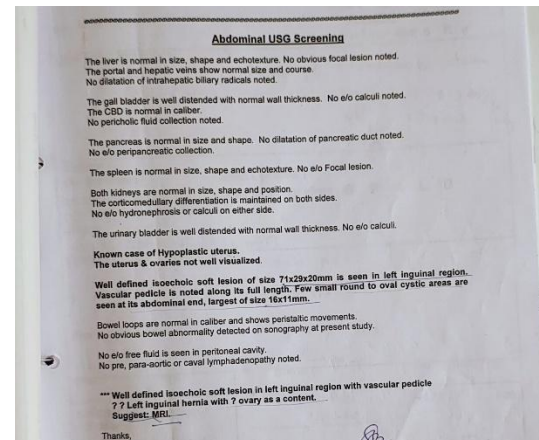 Abdominal USG Screening
The liver is normal in size, shape and echotexture. No obvious focal lesion noted.
The portal and hepatic veins show normal size and course.
No dilatation of intrahepatic biliary radicals noted.
The gall bladder is well distended with normal wall thickness. No e/o calculi noted.
The CBD is normal in caliber.
No pericholic fluid collection noted.
The pancreas is normal in size and shape. No dilatation of pancreatic duct noted.
No e/o peripancreatic collection.
The spleen is normal in size, shape and echotexture. No e/o Focal lesion.
Both kidneys are normal in size, shape and position.
The corticomedullary differentiation is maintained on both sides.
No e/o hydronephrosis or calculi on either side.
The urinary bladder is well distended with normal wall thickness. No e/o calculi.
Known case of Hypoplastic uterus.
The uterus & ovaries not well visualized.
Well defined isoechoic soft lesion of size 71x29x20mm is seen in left inguinal region.
Vascular pedicle is noted along its full length. Few small round to oval cystic areas are
seen at its abdominal end, largest of size 16x11mm.
Bowel loops are normal in caliber and shows peristaltic movements.
No obvious bowel abnormality detected on sonography at present study.
No e/o free fluid is seen in peritoneal cavity.
No pre, para-aortic or caval lymphadenopathy noted.
*** Well defined isoechoic soft lesion in left inguinal region with vascular pedicle
? ? Left inguinal hernia with ? ovary as a content.
Suggest: MRI
Thanks,